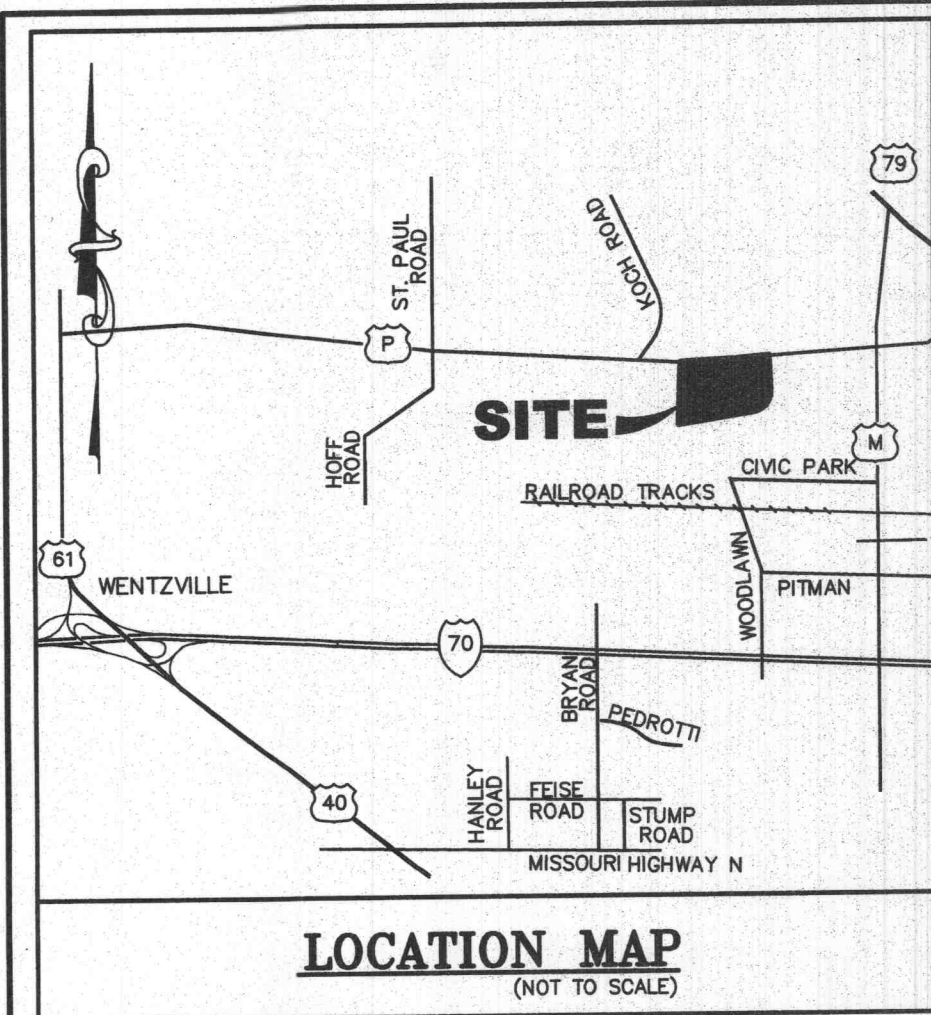 79
ST. PAUL
ROAD
KOCH ROAD
P
SITE
M
HOFF
ROAD
CIVIC PARK
RAILROAD TRACKS
61
WENTZVILLE
WOODLAWN
PITMAN
70
BRYAN
ROAD
PEDROTTI
40
HANLEY
ROAD
FEISE
ROAD
STUMP
ROAD
MISSOURI HIGHWAY N
LOCATION MAP
(NOT TO SCALE)